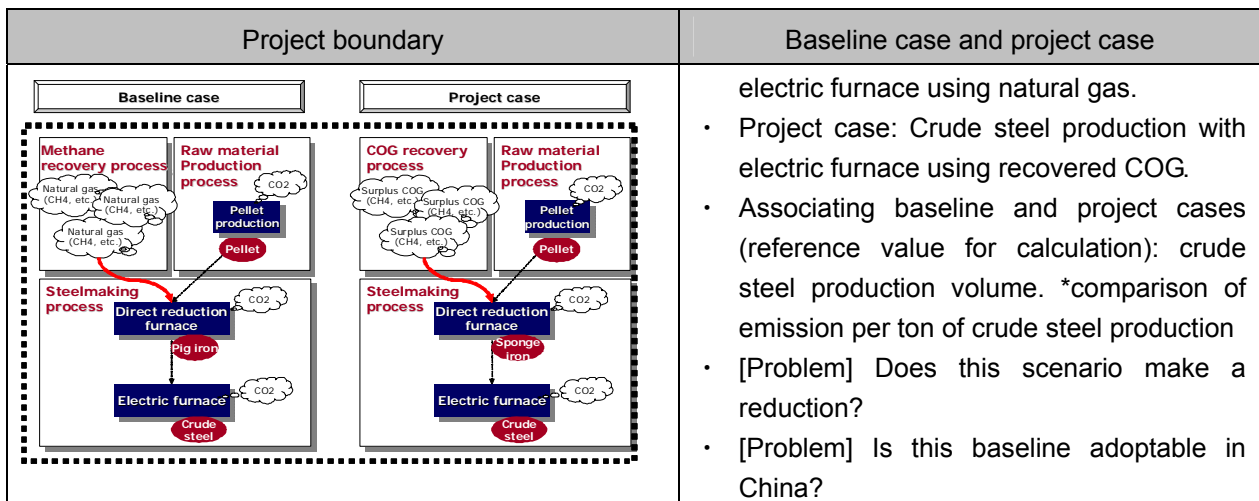 Project boundary
Baseline case and project case
Baseline case
Project case
Methane
recovery process
Raw material
Production
process
Natural gas
(CH4, etc.)
Natural gas
(CH4, etc.)
Natural gas
(CH4, etc.)
CO2
Pellet
production
Pellet
Steelmaking
process
Direct reduction
furnace
CO2
Pig iron
Electric furnace
CO2
Crude
steel
COG recovery
process
Raw material
Production
process
Surplus COG
(CH4, etc.)
Surplus COG
(CH4, etc.)
Surplus COG
(CH4, etc.)
CO2
Pellet
production
Pellet
Steelmaking
process
Direct reduction
furnace
CO2
Sponge
iron
Electric furnace
CO2
Crude
steel
electric furnace using natural gas.
・ Project case: Crude steel production with
electric furnace using recovered COG.
・ Associating baseline and project cases
(reference value for calculation): crude
steel production volume. *comparison of
emission per ton of crude steel production
・ [Problem] Does this scenario make a
reduction?
・ [Problem] Is this baseline adoptable in
China?